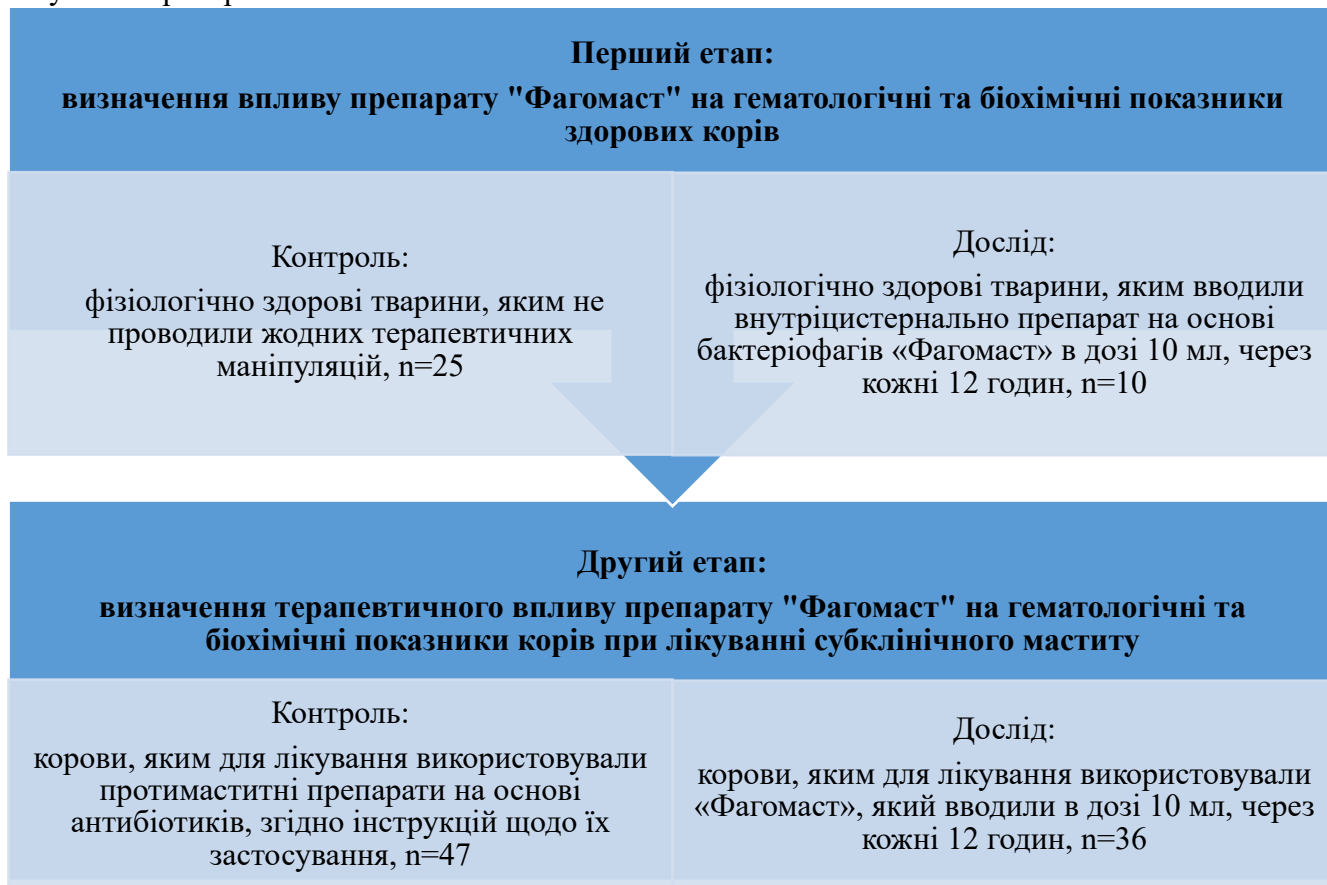 Перший етап:
визначення впливу препарату "Фагомаст" на гематологічні та біохімічні показники
здорових корів
Контроль:
фізіологічно здорові тварини, яким не
проводили жодних терапевтичних
маніпуляцій, n=25
Дослід:
фізіологічно здорові тварини, яким вводили
внутріцистернально препарат на основі
бактеріофагів «Фагомаст» в дозі 10 мл, через
кожні 12 годин, n=10
Другий етап:
визначення терапевтичного впливу препарату "Фагомаст" на гематологічні та
біохімічні показники корів при лікуванні субклінічного маститу
Контроль:
корови, яким для лікування використовували
протимаститні препарати на основі
антибіотиків, згідно інструкцій щодо їх
застосування, n=47
Дослід:
корови, яким для лікування використовували
«Фагомаст», який вводили в дозі 10 мл, через
кожні 12 годин, n=36